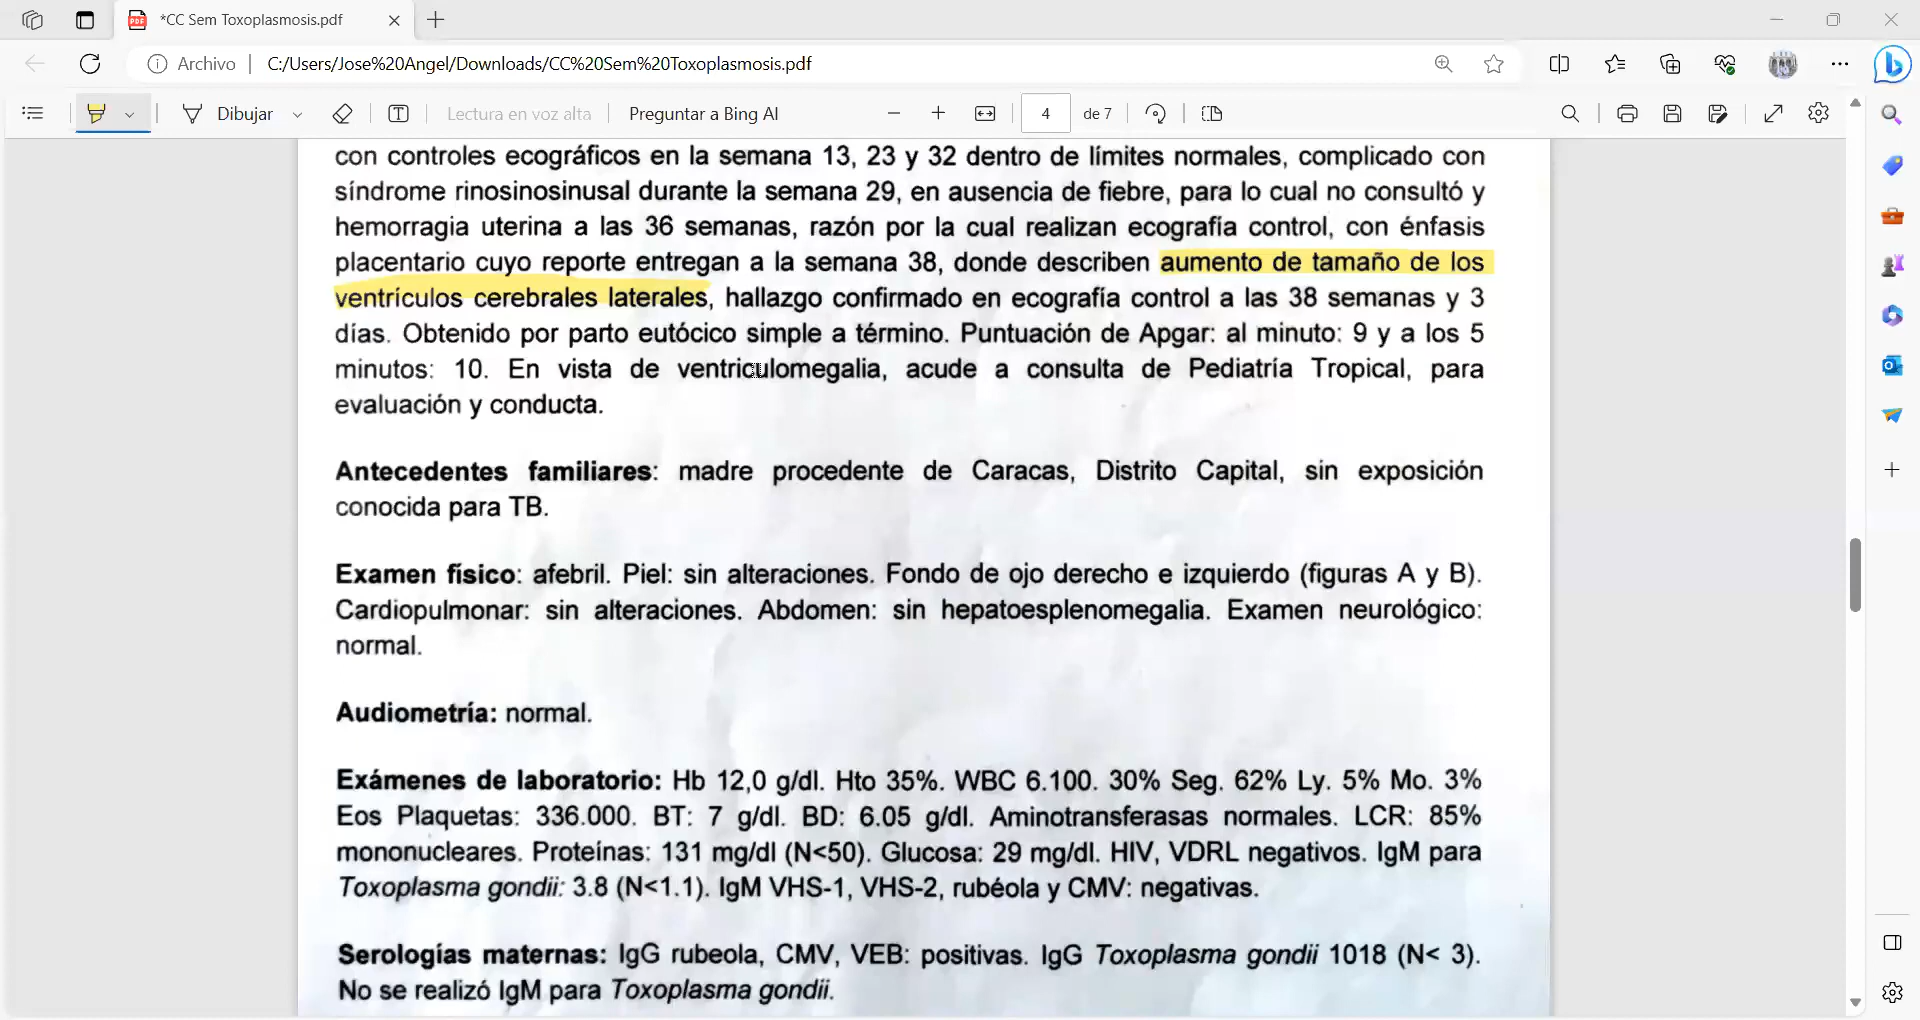 *CC Sem Toxoplasmosis.pdf
Archivo
C:/Users/Jose%20Angel/Downloads/CC%20Sem%20Toxoplasmosis.pdf
Dibujar
Lectura en voz alta
Preguntar a Bing AI
4
de 7
con controles ecográficos en la semana 13, 23 y 32 dentro de límites normales, complicado con
síndrome rinosinosinusal durante la semana 29, en ausencia de fiebre, para lo cual no consultó y
hemorragia uterina a las 36 semanas, razón por la cual realizan ecografía control, con énfasis
placentario cuyo reporte entregan a la semana 38, donde describen aumento de tamaño de los
ventrículos cerebrales laterales, hallazgo confirmado en ecografía control a las 38 semanas y 3
días. Obtenido por parto eutócico simple a término. Puntuación de Apgar: al minuto: 9 y a los 5
minutos: 10. En vista de ventriculomegalia, acude a consulta de Pediatría Tropical, para
evaluación y conducta.
Antecedentes familiares: madre procedente de Caracas, Distrito Capital, sin exposición
conocida para TB.
Examen físico: afebril. Piel: sin alteraciones. Fondo de ojo derecho e izquierdo (figuras A y B).
Cardiopulmonar: sin alteraciones. Abdomen: sin hepatoesplenomegalia. Examen neurológico:
normal.
Audiometría: normal.
Exámenes de laboratorio: Hb 12,0 g/dl. Hto 35%. WBC 6.100. 30% Seg. 62% Ly. 5% Mo. 3%
Eos Plaquetas: 336.000. BT: 7 g/dl. BD: 6.05 g/dl. Aminotransferasas normales. LCR: 85%
mononucleares. Proteínas: 131 mg/dl (N<50). Glucosa: 29 mg/dl. HIV, VDRL negativos. IgM para
Toxoplasma gondii: 3.8 (N<1.1). IgM VHS-1, VHS-2, rubéola y CMV: negativas.
Serologías maternas: IgG rubeola, CMV, VEB: positivas. IgG Toxoplasma gondii 1018 (N< 3).
No se realizó IgM para Toxoplasma gondii.